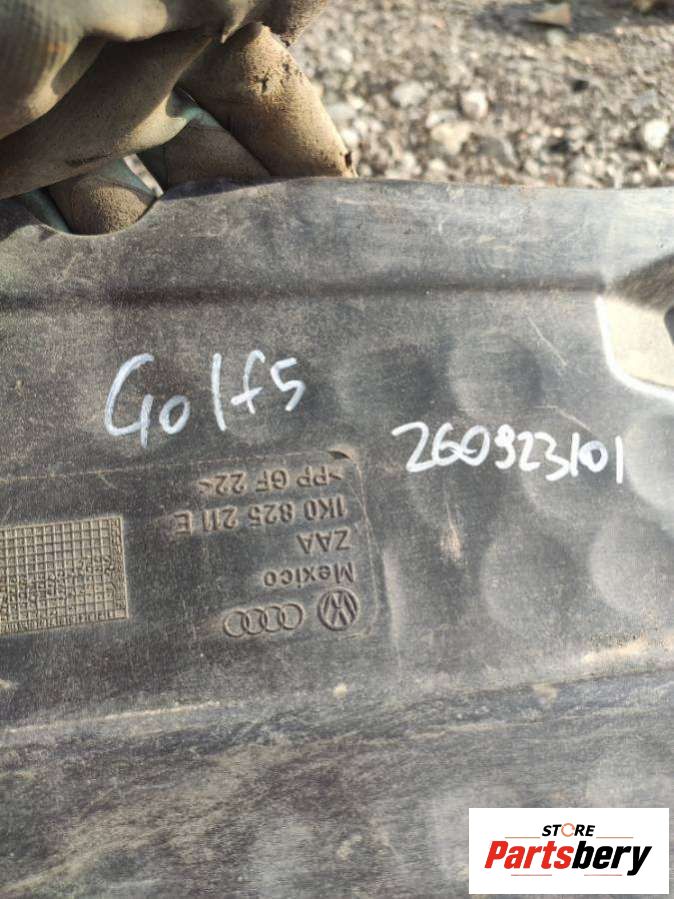 Golf5
260923101
>PP GF 22<
1K0 825 211 E
ZAA
Mexico
STORE
Partsbery